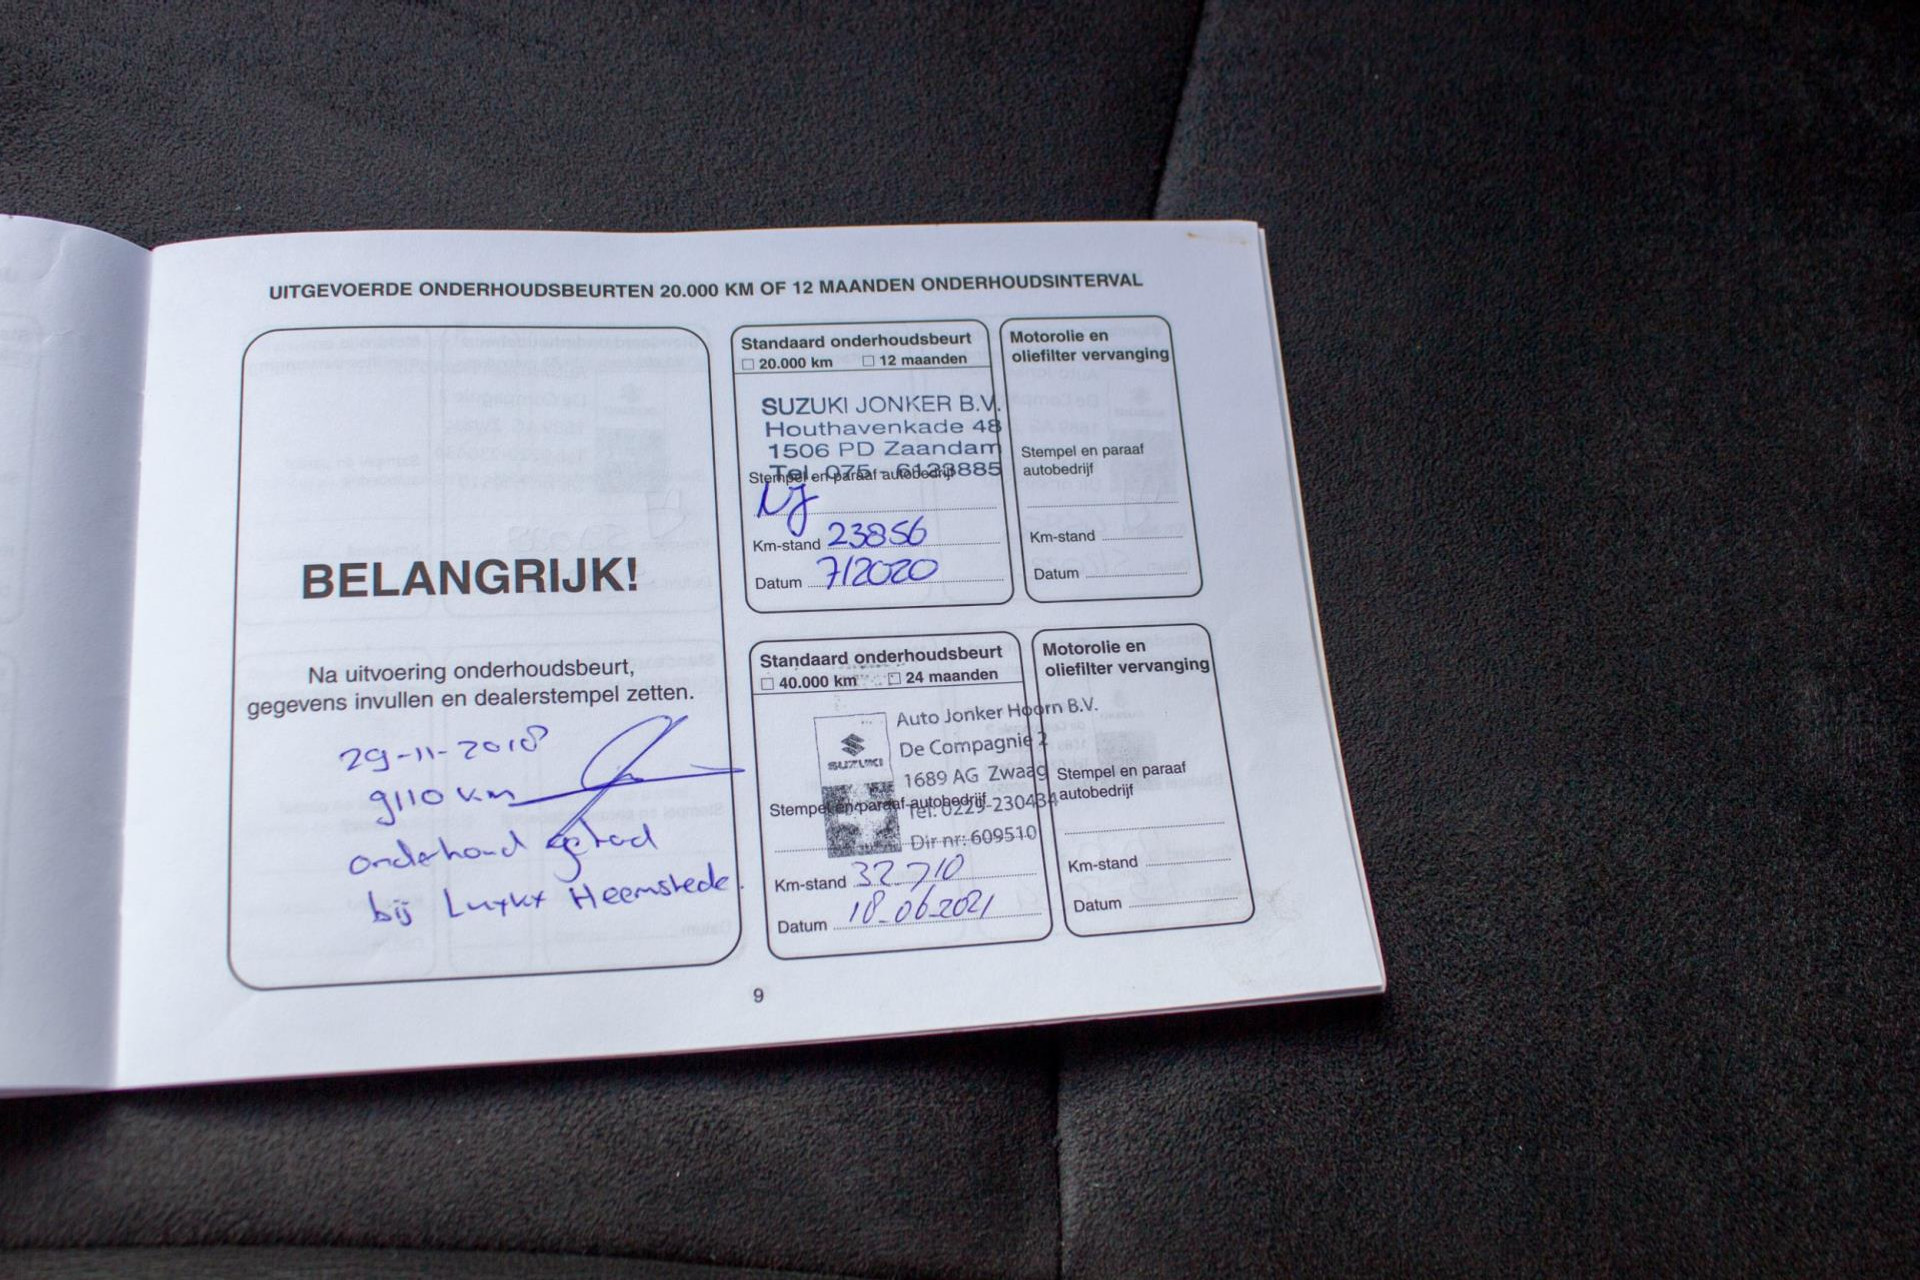 UITGEVOERDE ONDERHOUDSBEURTEN 20.000 KM OF 12 MAANDEN ONDERHOUDSINTERVAL
BELANGRIJK!
Na uitvoering onderhoudsbeurt,
gegevens invullen en dealerstempel zetten.
29-11-2018
9110 km
onderhoud gehad
bij Luykx Heemstede.
Standaard onderhoudsbeurt
20.000 km 12 maanden
SUZUKI JONKER B.V.
Houthavenkade 48
1506 PD Zaandam
Tel. 075 - 6123885
Stempel en paraaf autobedrijf
Km-stand 23856
Datum 7/2020
Motorolie en
oliefilter vervanging
Stempel en paraaf
autobedrijf
Km-stand
Datum
Standaard onderhoudsbeurt
40.000 km 24 maanden
SUZUKI
Auto Jonker Hoorn B.V.
De Compagnie 2
1689 AG Zwaag
Tel: 0229-230434
Dir nr: 609510
Stempel en paraaf autobedrijf
Km-stand 32.710
Datum 18-06-2021
Motorolie en
oliefilter vervanging
Stempel en paraaf
autobedrijf
Km-stand
Datum
9